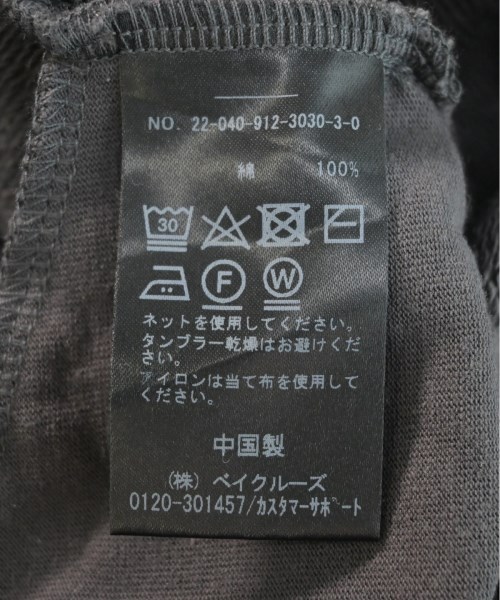 NO. 22-040-912-3030-3-0
綿 100%
30
F W
ネットを使用してください。
タンブラー乾燥はお避けくだ
さい。
アイロンは当て布を使用して
ください。
中国製
(株) ベイクルーズ
0120-301457/カスタマーサポート